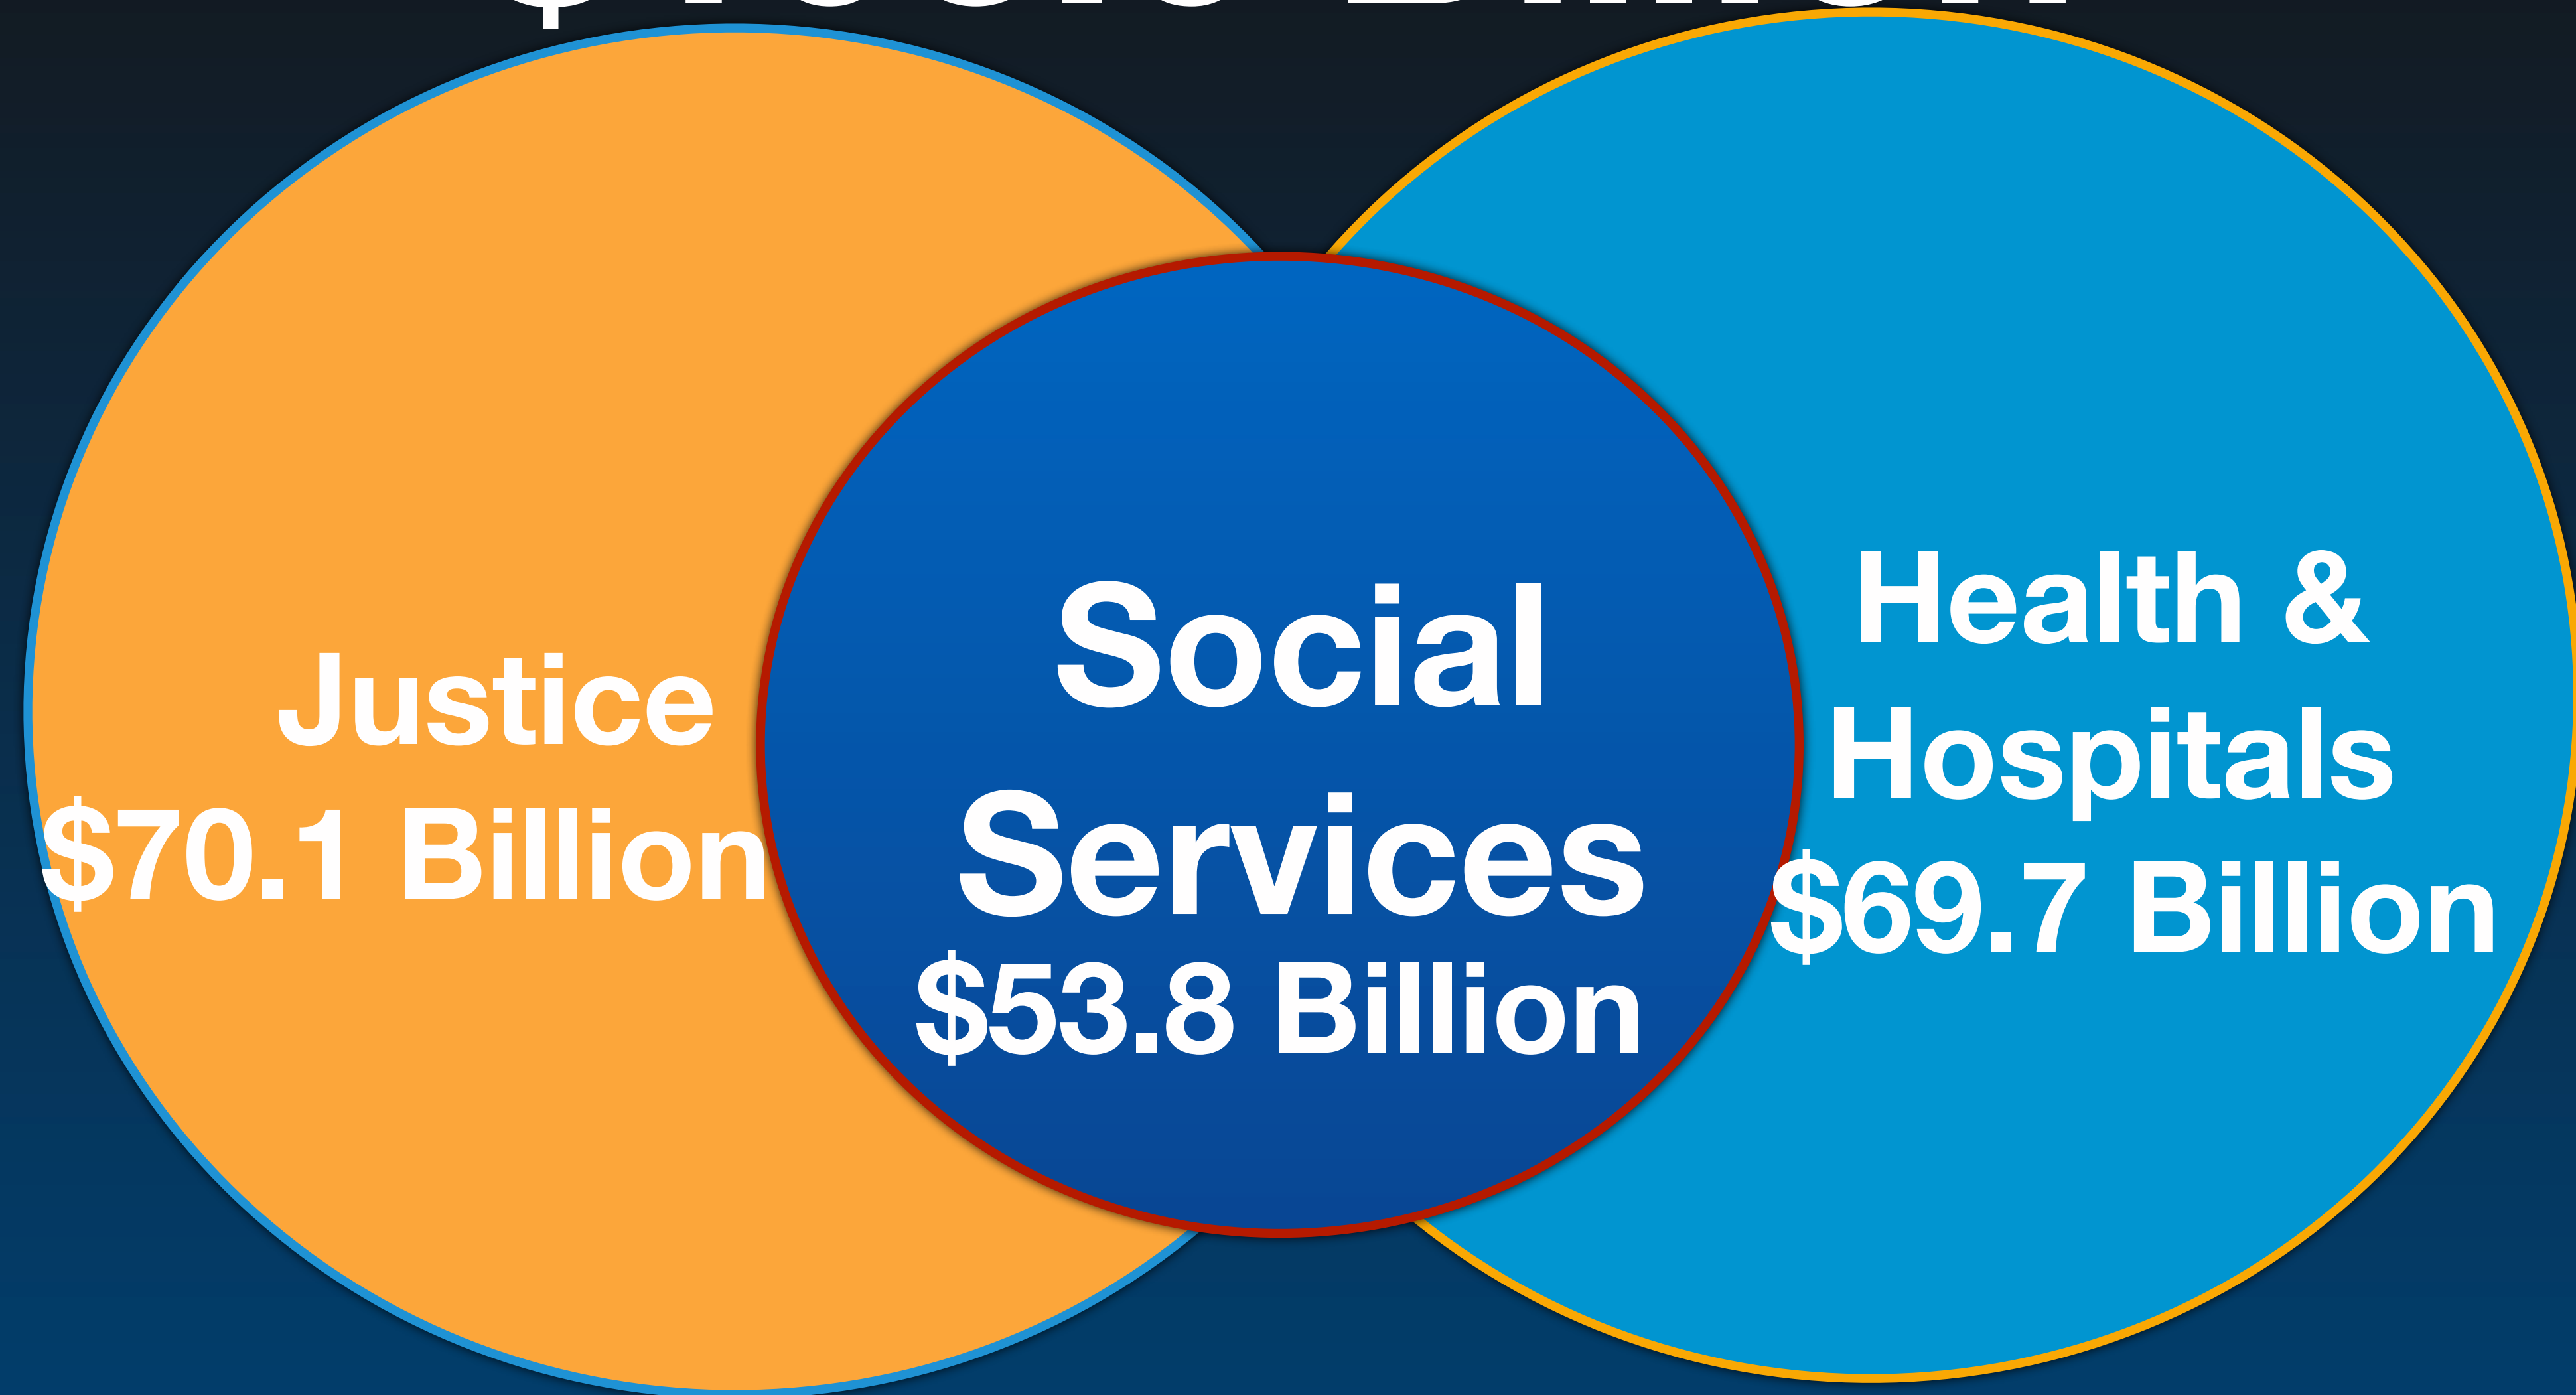 Justice
$70.1 Billion
Social
Services
$53.8 Billion
Health &
Hospitals
$69.7 Billion